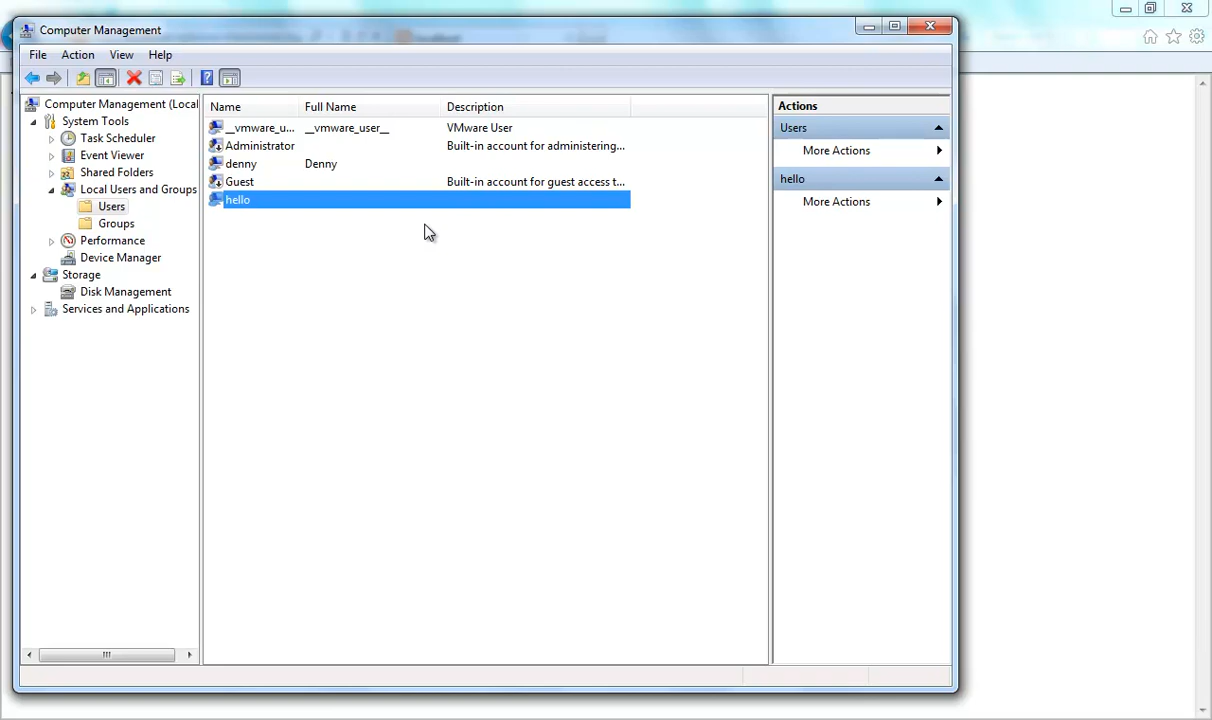 Computer Management
File Action View Help
Computer Management (Local
System Tools
Task Scheduler
Event Viewer
Shared Folders
Local Users and Groups
Users
Groups
Performance
Device Manager
Storage
Disk Management
Services and Applications
Name Full Name Description
__vmware_u... __vmware_user__ VMware User
Administrator Built-in account for administering...
denny Denny
Guest Built-in account for guest access t...
hello
Actions
Users
More Actions
hello
More Actions